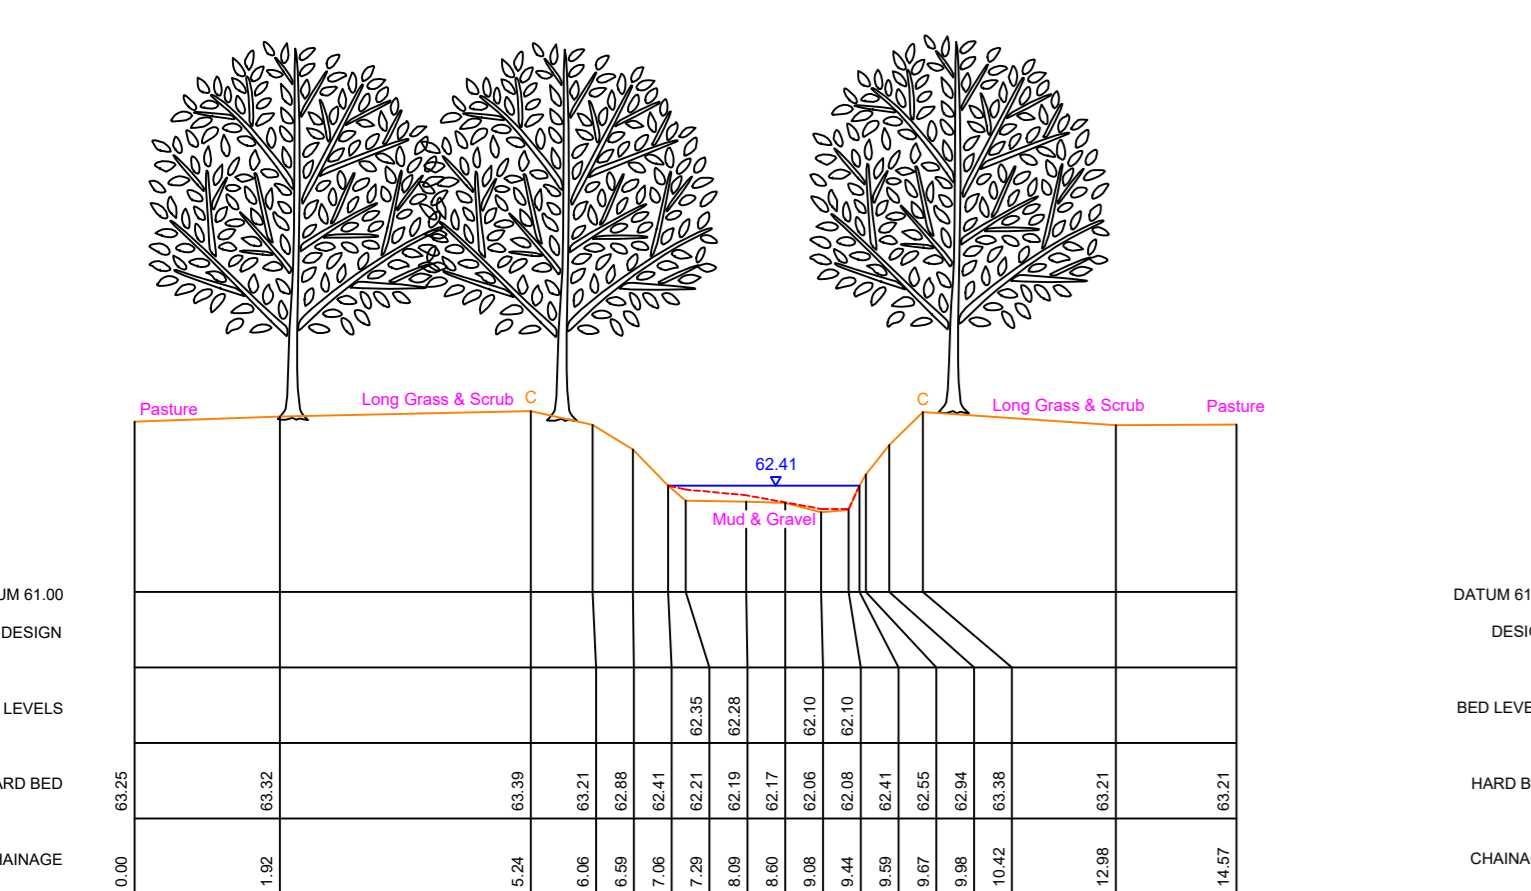 Pasture
Long Grass & Scrub
C
C
Long Grass & Scrub
Pasture
62.41
Mud & Gravel
UM 61.00
DATUM 61
DESIGN
DESIG
LEVELS
62.35
62.28
62.10
62.10
BED LEVE
ARD BED
63.25
63.32
63.39
63.21
62.88
62.41
62.21
62.19
62.17
62.06
62.08
62.41
62.55
62.94
63.38
63.21
63.21
HARD B
HAINAGE
0.00
1.92
5.24
6.06
6.59
7.06
7.29
8.09
8.60
9.08
9.44
9.59
9.67
9.98
10.42
12.98
14.57
CHAINA